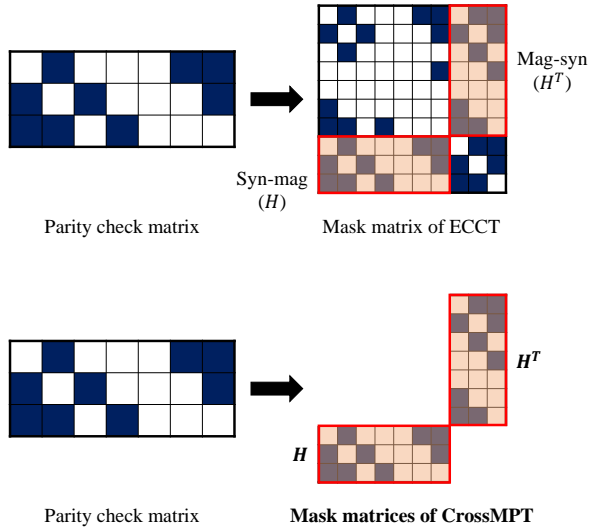 Mag-syn
(H^T)
Syn-mag
(H)
Parity check matrix
Mask matrix of ECCT
H^T
H
Parity check matrix
Mask matrices of CrossMPT